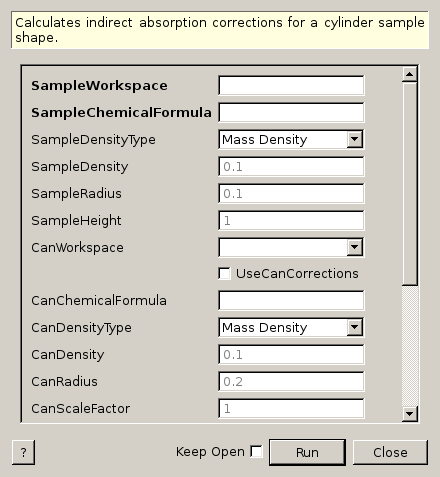 Calculates indirect absorption corrections for a cylinder sample
shape.
SampleWorkspace
SampleChemicalFormula
SampleDensityType Mass Density
SampleDensity 0.1
SampleRadius 0.1
SampleHeight 1
CanWorkspace
UseCanCorrections
CanChemicalFormula
CanDensityType Mass Density
CanDensity 0.1
CanRadius 0.2
CanScaleFactor 1
? Keep Open Run Close